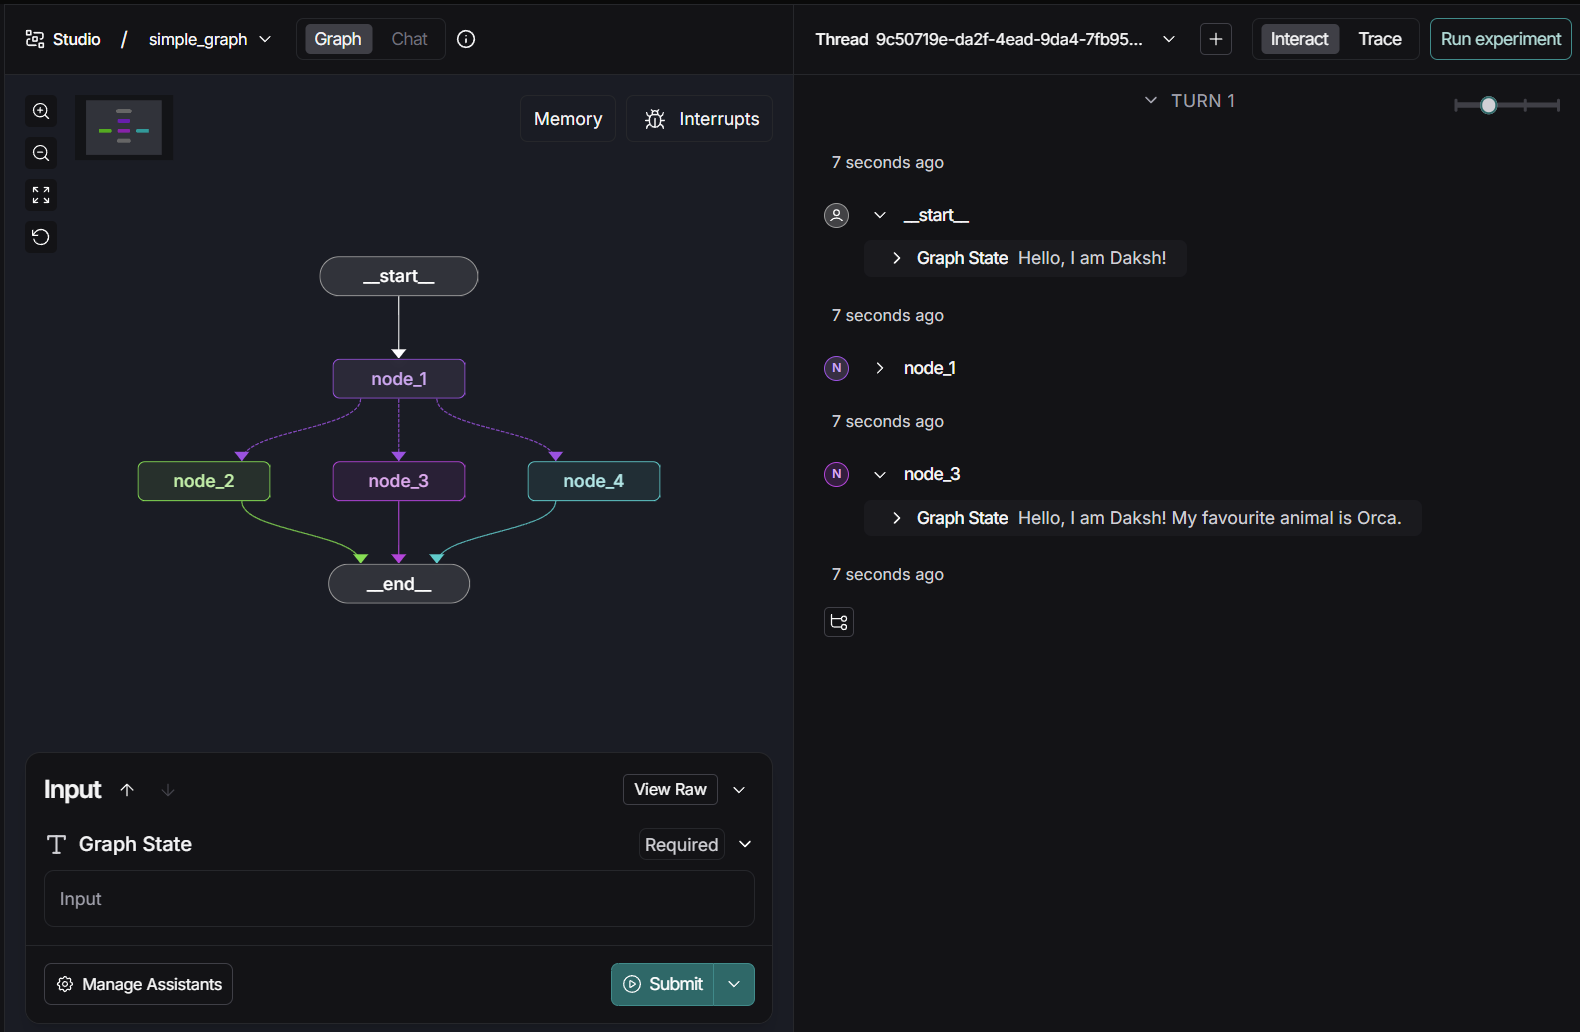 Studio / simple_graph Graph Chat
Thread 9c50719e-da2f-4ead-9da4-7fb95... Interact Trace Run experiment
Memory Interrupts
__start__
node_1
node_2 node_3 node_4
__end__
Input View Raw
Graph State Required
Input
Manage Assistants Submit
TURN 1
7 seconds ago
__start__
Graph State Hello, I am Daksh!
7 seconds ago
N node_1
7 seconds ago
N node_3
Graph State Hello, I am Daksh! My favourite animal is Orca.
7 seconds ago